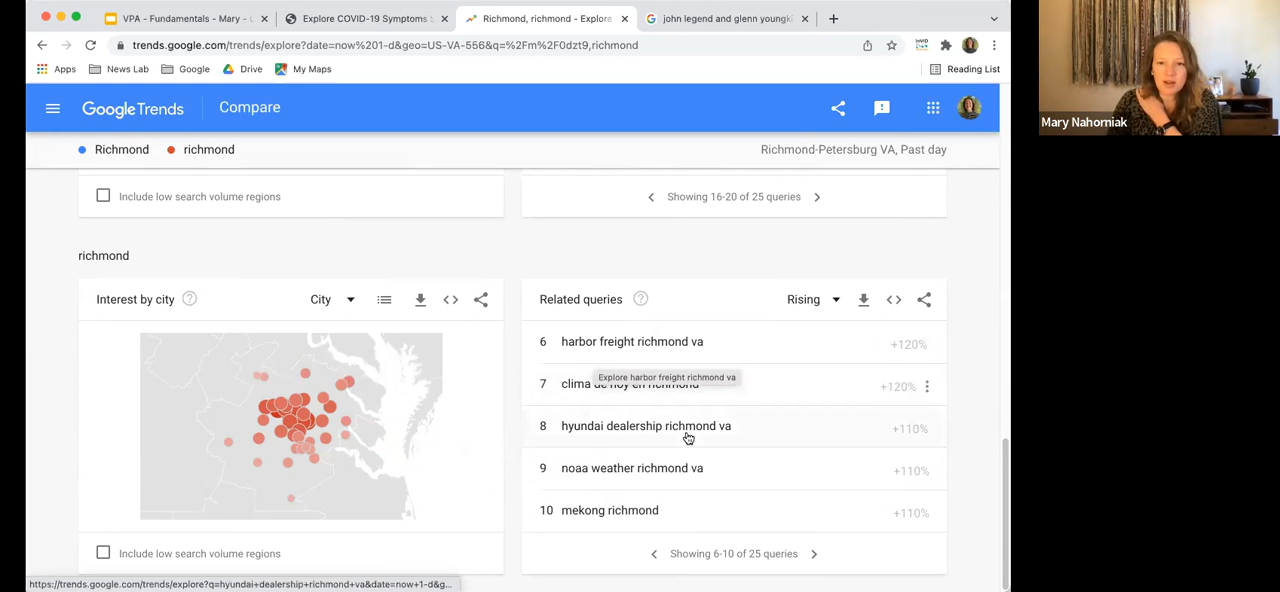 VPA - Fundamentals - Mary -
Explore COVID-19 Symptoms
Richmond, richmond - Explore
john legend and glenn youngki
trends.google.com/trends/explore?date=now%201-d&geo=US-VA-556&q=%2Fm%2F0dzt9,richmond
Apps
News Lab
Google
Drive
My Maps
Reading List
Google Trends
Compare
Mary Nahorniak
Richmond
richmond
Richmond-Petersburg VA, Past day
Include low search volume regions
Showing 16-20 of 25 queries
richmond
Interest by city
City
Related queries
Rising
6 harbor freight richmond va +120%
Explore harbor freight richmond va
7 clima de hoy en richmond +120%
8 hyundai dealership richmond va +110%
9 noaa weather richmond va +110%
10 mekong richmond +110%
Include low search volume regions
Showing 6-10 of 25 queries
https://trends.google.com/trends/explore?q=hyundai+dealership+richmond+va&date=now+1-d&g...